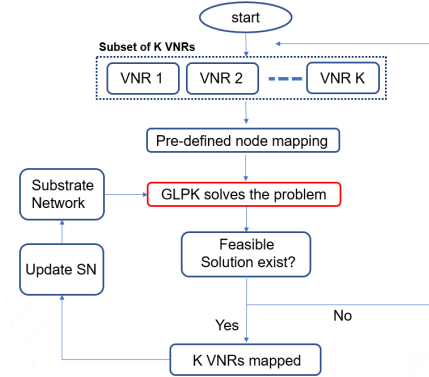 start
Subset of K VNRs
VNR 1
VNR 2
VNR K
Pre-defined node mapping
Substrate
Network
GLPK solves the problem
Feasible
Solution exist?
Update SN
Yes
No
K VNRs mapped